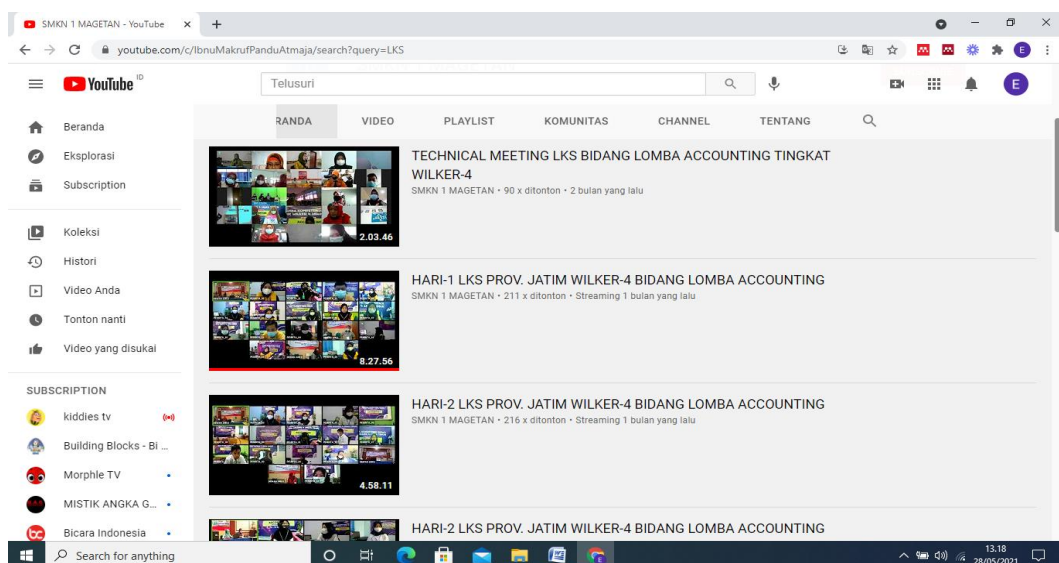 SMKN 1 MAGETAN - YouTube
youtube.com/c/IbnuMakrufPanduAtmaja/search?query=LKS
YouTube ID
Telusuri
E
Beranda
Eksplorasi
Subscription
Koleksi
Histori
Video Anda
Tonton nanti
Video yang disukai
SUBSCRIPTION
kiddies tv
Building Blocks - Bi ...
Morphle TV
MISTIK ANGKA G...
Bicara Indonesia
RANDA VIDEO PLAYLIST KOMUNITAS CHANNEL TENTANG
TECHNICAL MEETING LKS BIDANG LOMBA ACCOUNTING TINGKAT
WILKER-4
SMKN 1 MAGETAN • 90 x ditonton • 2 bulan yang lalu
2.03.46
HARI-1 LKS PROV. JATIM WILKER-4 BIDANG LOMBA ACCOUNTING
SMKN 1 MAGETAN • 211 x ditonton • Streaming 1 bulan yang lalu
8.27.56
HARI-2 LKS PROV. JATIM WILKER-4 BIDANG LOMBA ACCOUNTING
SMKN 1 MAGETAN • 216 x ditonton • Streaming 1 bulan yang lalu
4.58.11
HARI-2 LKS PROV. JATIM WILKER-4 BIDANG LOMBA ACCOUNTING
Search for anything
13.18
28/05/2021